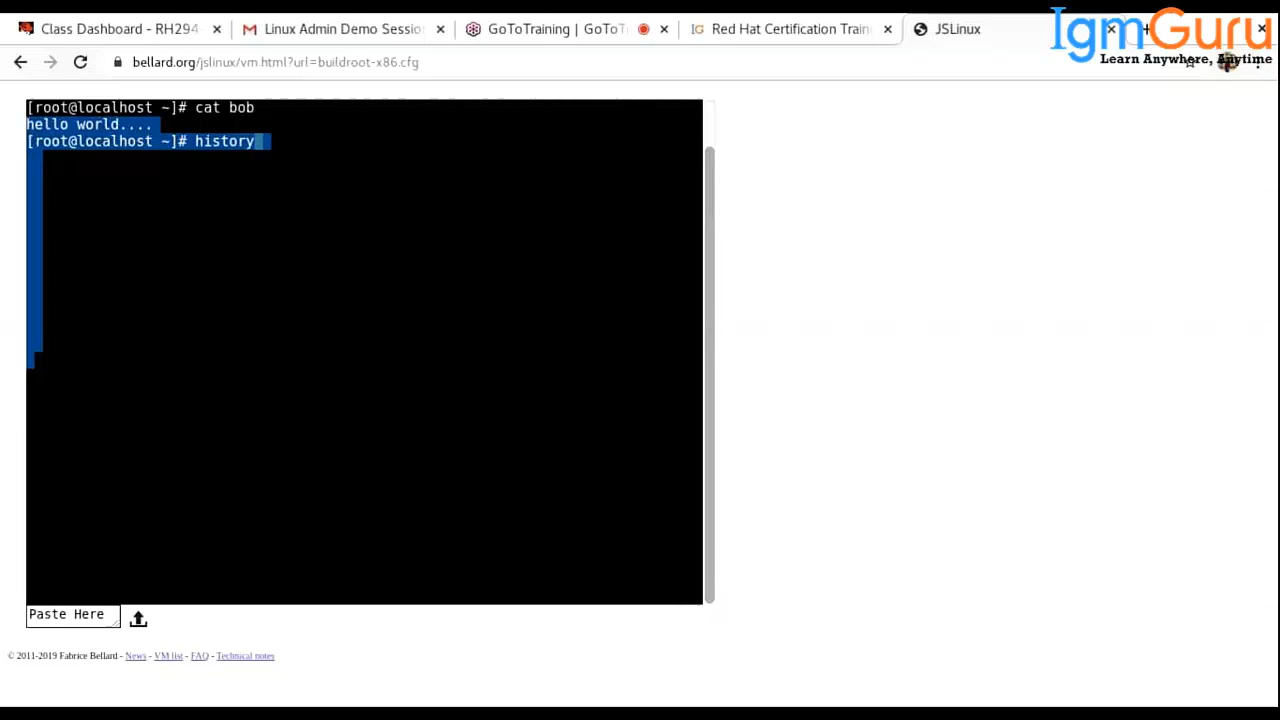 Class Dashboard - RH294
Linux Admin Demo Sessio
GoToTraining | GoToT
Red Hat Certification Train
JSLinux
IgmGuru
Learn Anywhere, Anytime
bellard.org/jslinux/vm.html?url=buildroot-x86.cfg
[root@localhost ~]# cat bob
hello world....
[root@localhost ~]# history
Paste Here
© 2011-2019 Fabrice Bellard - News - VM list - FAQ - Technical notes